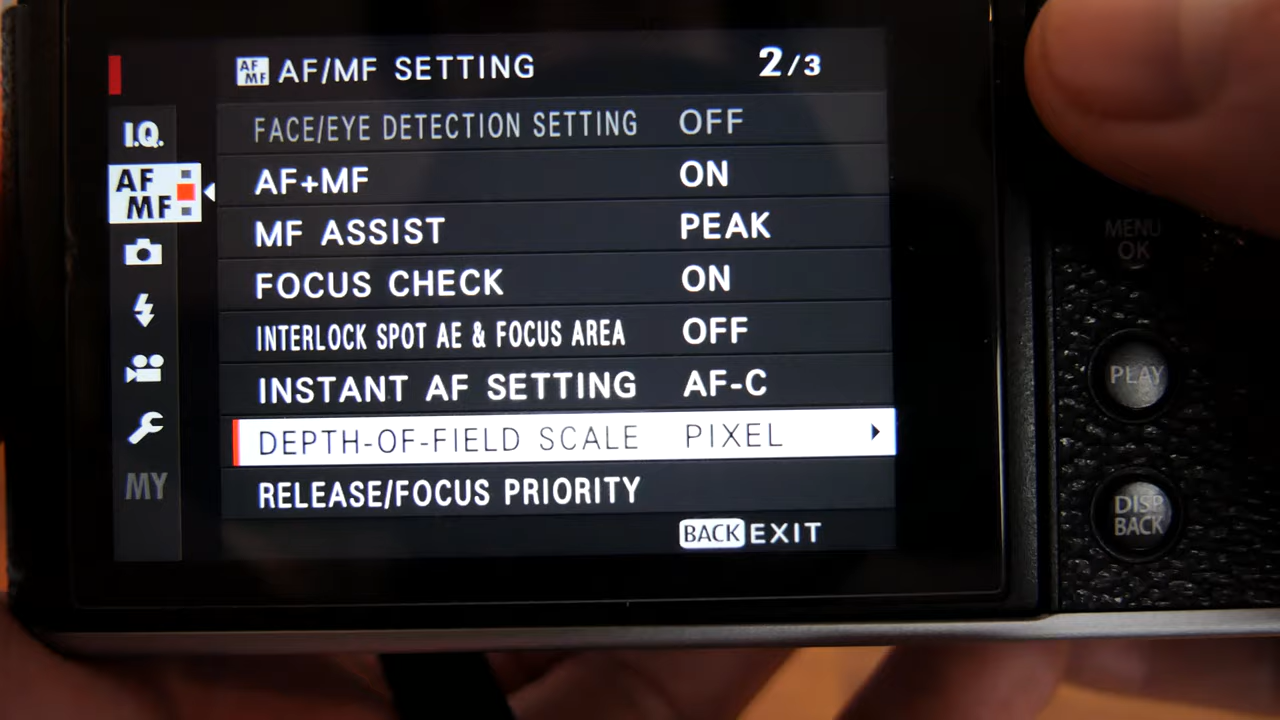 AF MF AF/MF SETTING 2/3
I.Q. FACE/EYE DETECTION SETTING OFF
AF MF AF+MF ON
MF ASSIST PEAK
FOCUS CHECK ON
INTERLOCK SPOT AE & FOCUS AREA OFF
INSTANT AF SETTING AF-C
DEPTH-OF-FIELD SCALE PIXEL
MY RELEASE/FOCUS PRIORITY
BACK EXIT
MENU
OK
PLAY
DISP
BACK